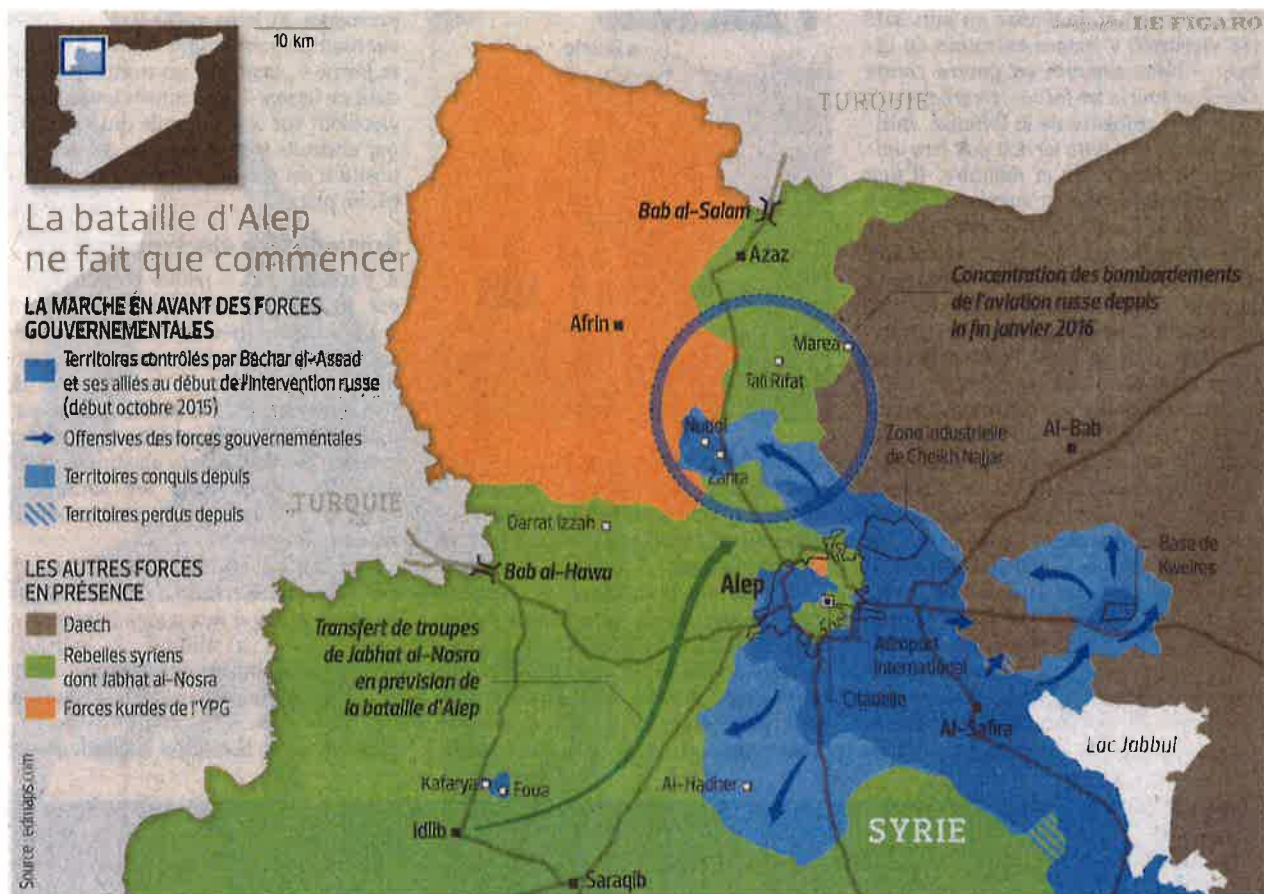 10 km
LE FIGARO
TURQUIE
La bataille d'Alep
ne fait que commencer
LA MARCHE EN AVANT DES FORCES
GOUVERNEMENTALES
Territoires contrôlés par Bachar el-Assad
et ses alliés au début de l'intervention russe
(début octobre 2015)
Offensives des forces gouvernementales
Territoires conquis depuis
Territoires perdus depuis
LES AUTRES FORCES
EN PRÉSENCE
Daech
Rebelles syriens
dont Jabhat al-Nosra
Forces kurdes de l'YPG
Source : edmaps.com
TURQUIE
Bab al-Salam
Azaz
Concentration des bombardements
de l'aviation russe depuis
la fin janvier 2016
Afrin
Marea
Tall Rifat
Nubol
Zahra
Zone industrielle
de Cheikh Najjar
Al-Bab
Darrat Izzah
Bab al-Hawa
Alep
Base de
Kweires
Transfert de troupes
de Jabhat al-Nosra
en prévision de
la bataille d'Alep
Aéroport
international
Citadelle
Al-Safira
Lac Jabbul
Kafarya
Foua
Al-Hadher
Idlib
SYRIE
Saraqib